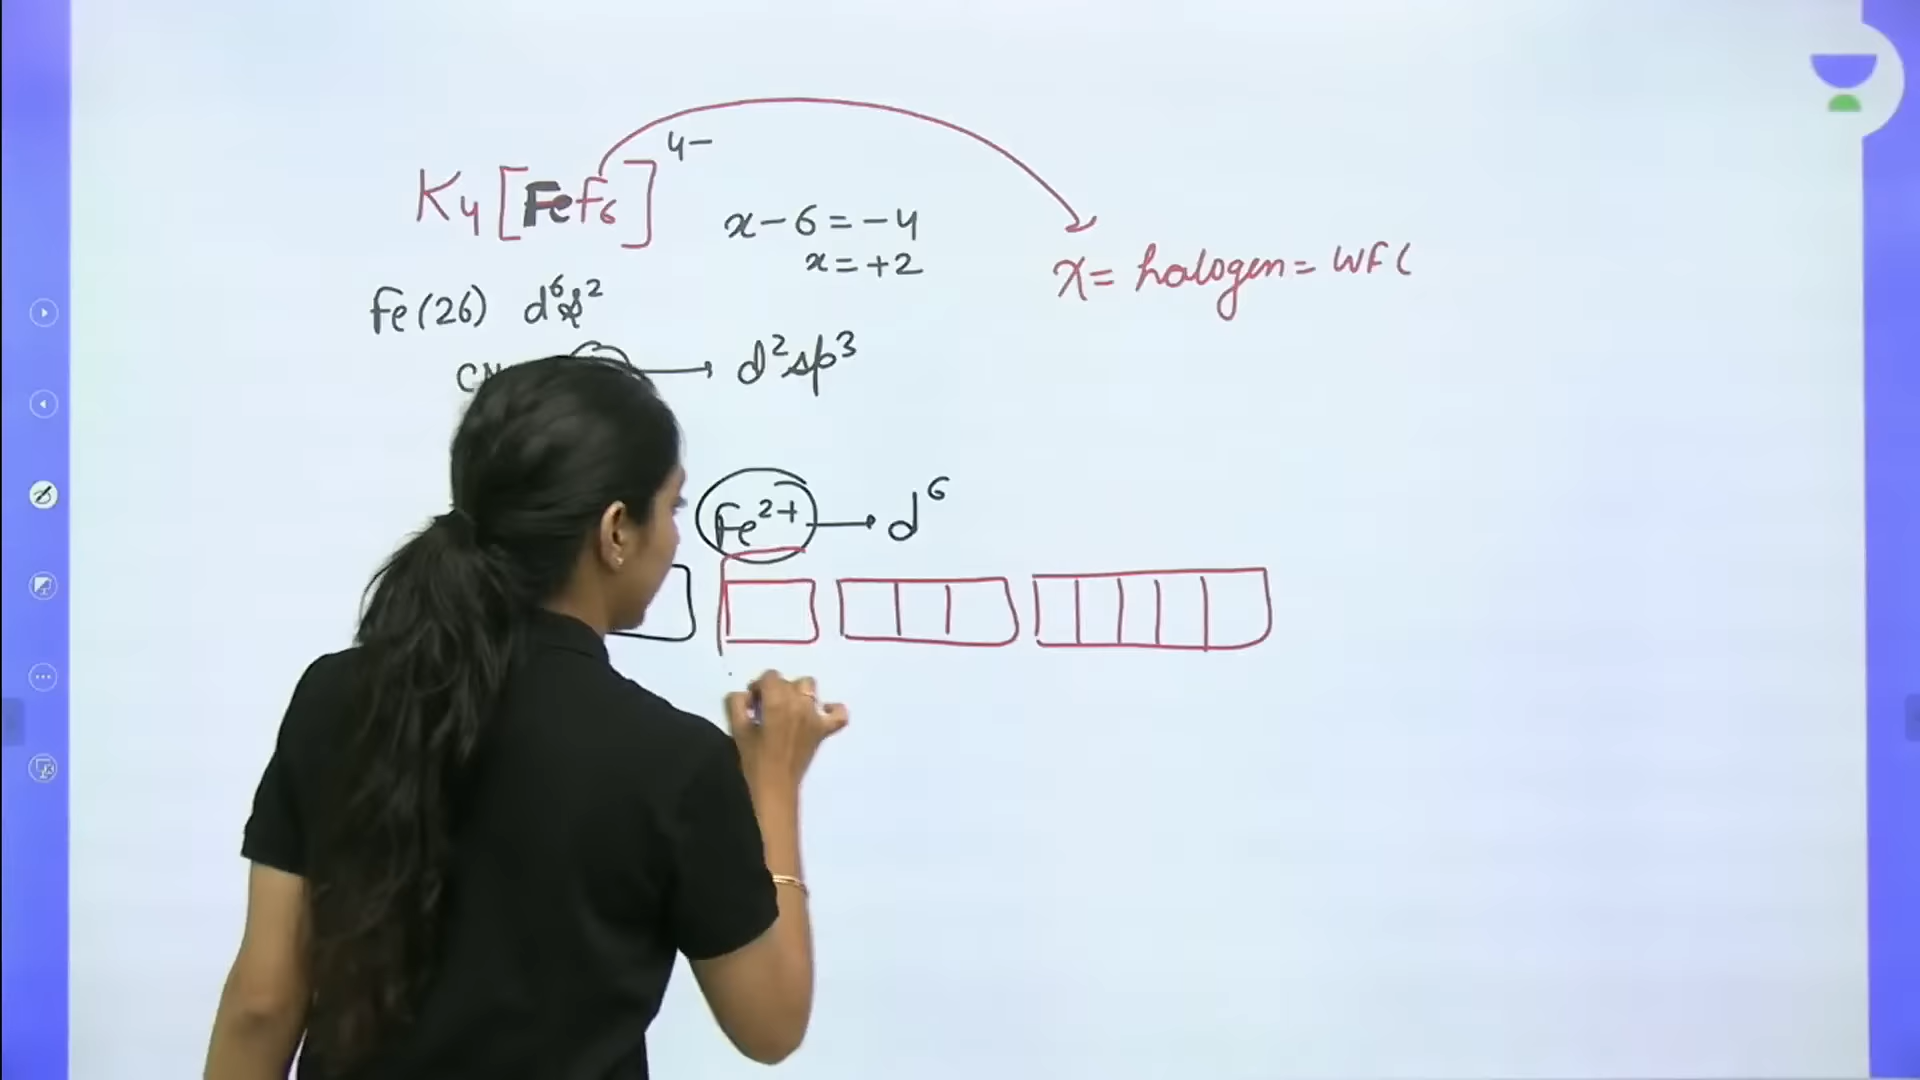 K₄[FeF₆]⁴⁻
x - 6 = -4
x = +2
X = halogen = WFL
Fe (26) d⁶s²
→ d²sp³
Fe²⁺ → d⁶